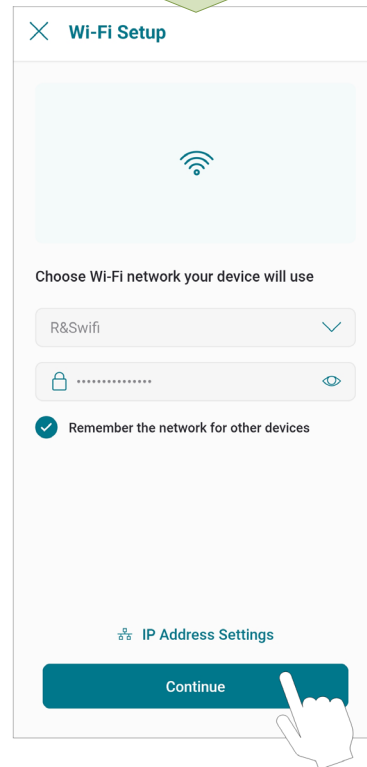 Wi-Fi Setup
Choose Wi-Fi network your device will use
R&Swifi
···············
Remember the network for other devices
IP Address Settings
Continue